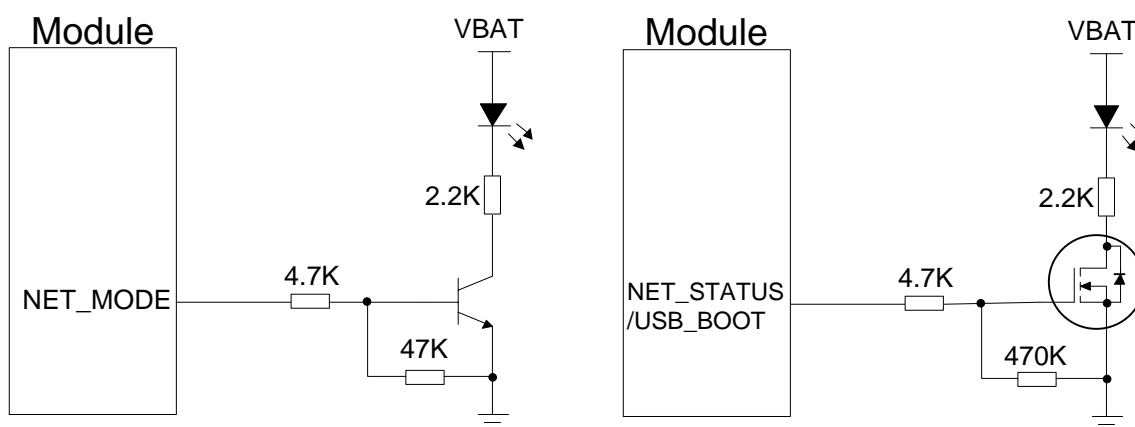 Module
VBAT
2.2K
4.7K
NET_MODE
47K
Module
VBAT
2.2K
4.7K
NET_STATUS
/USB_BOOT
470K